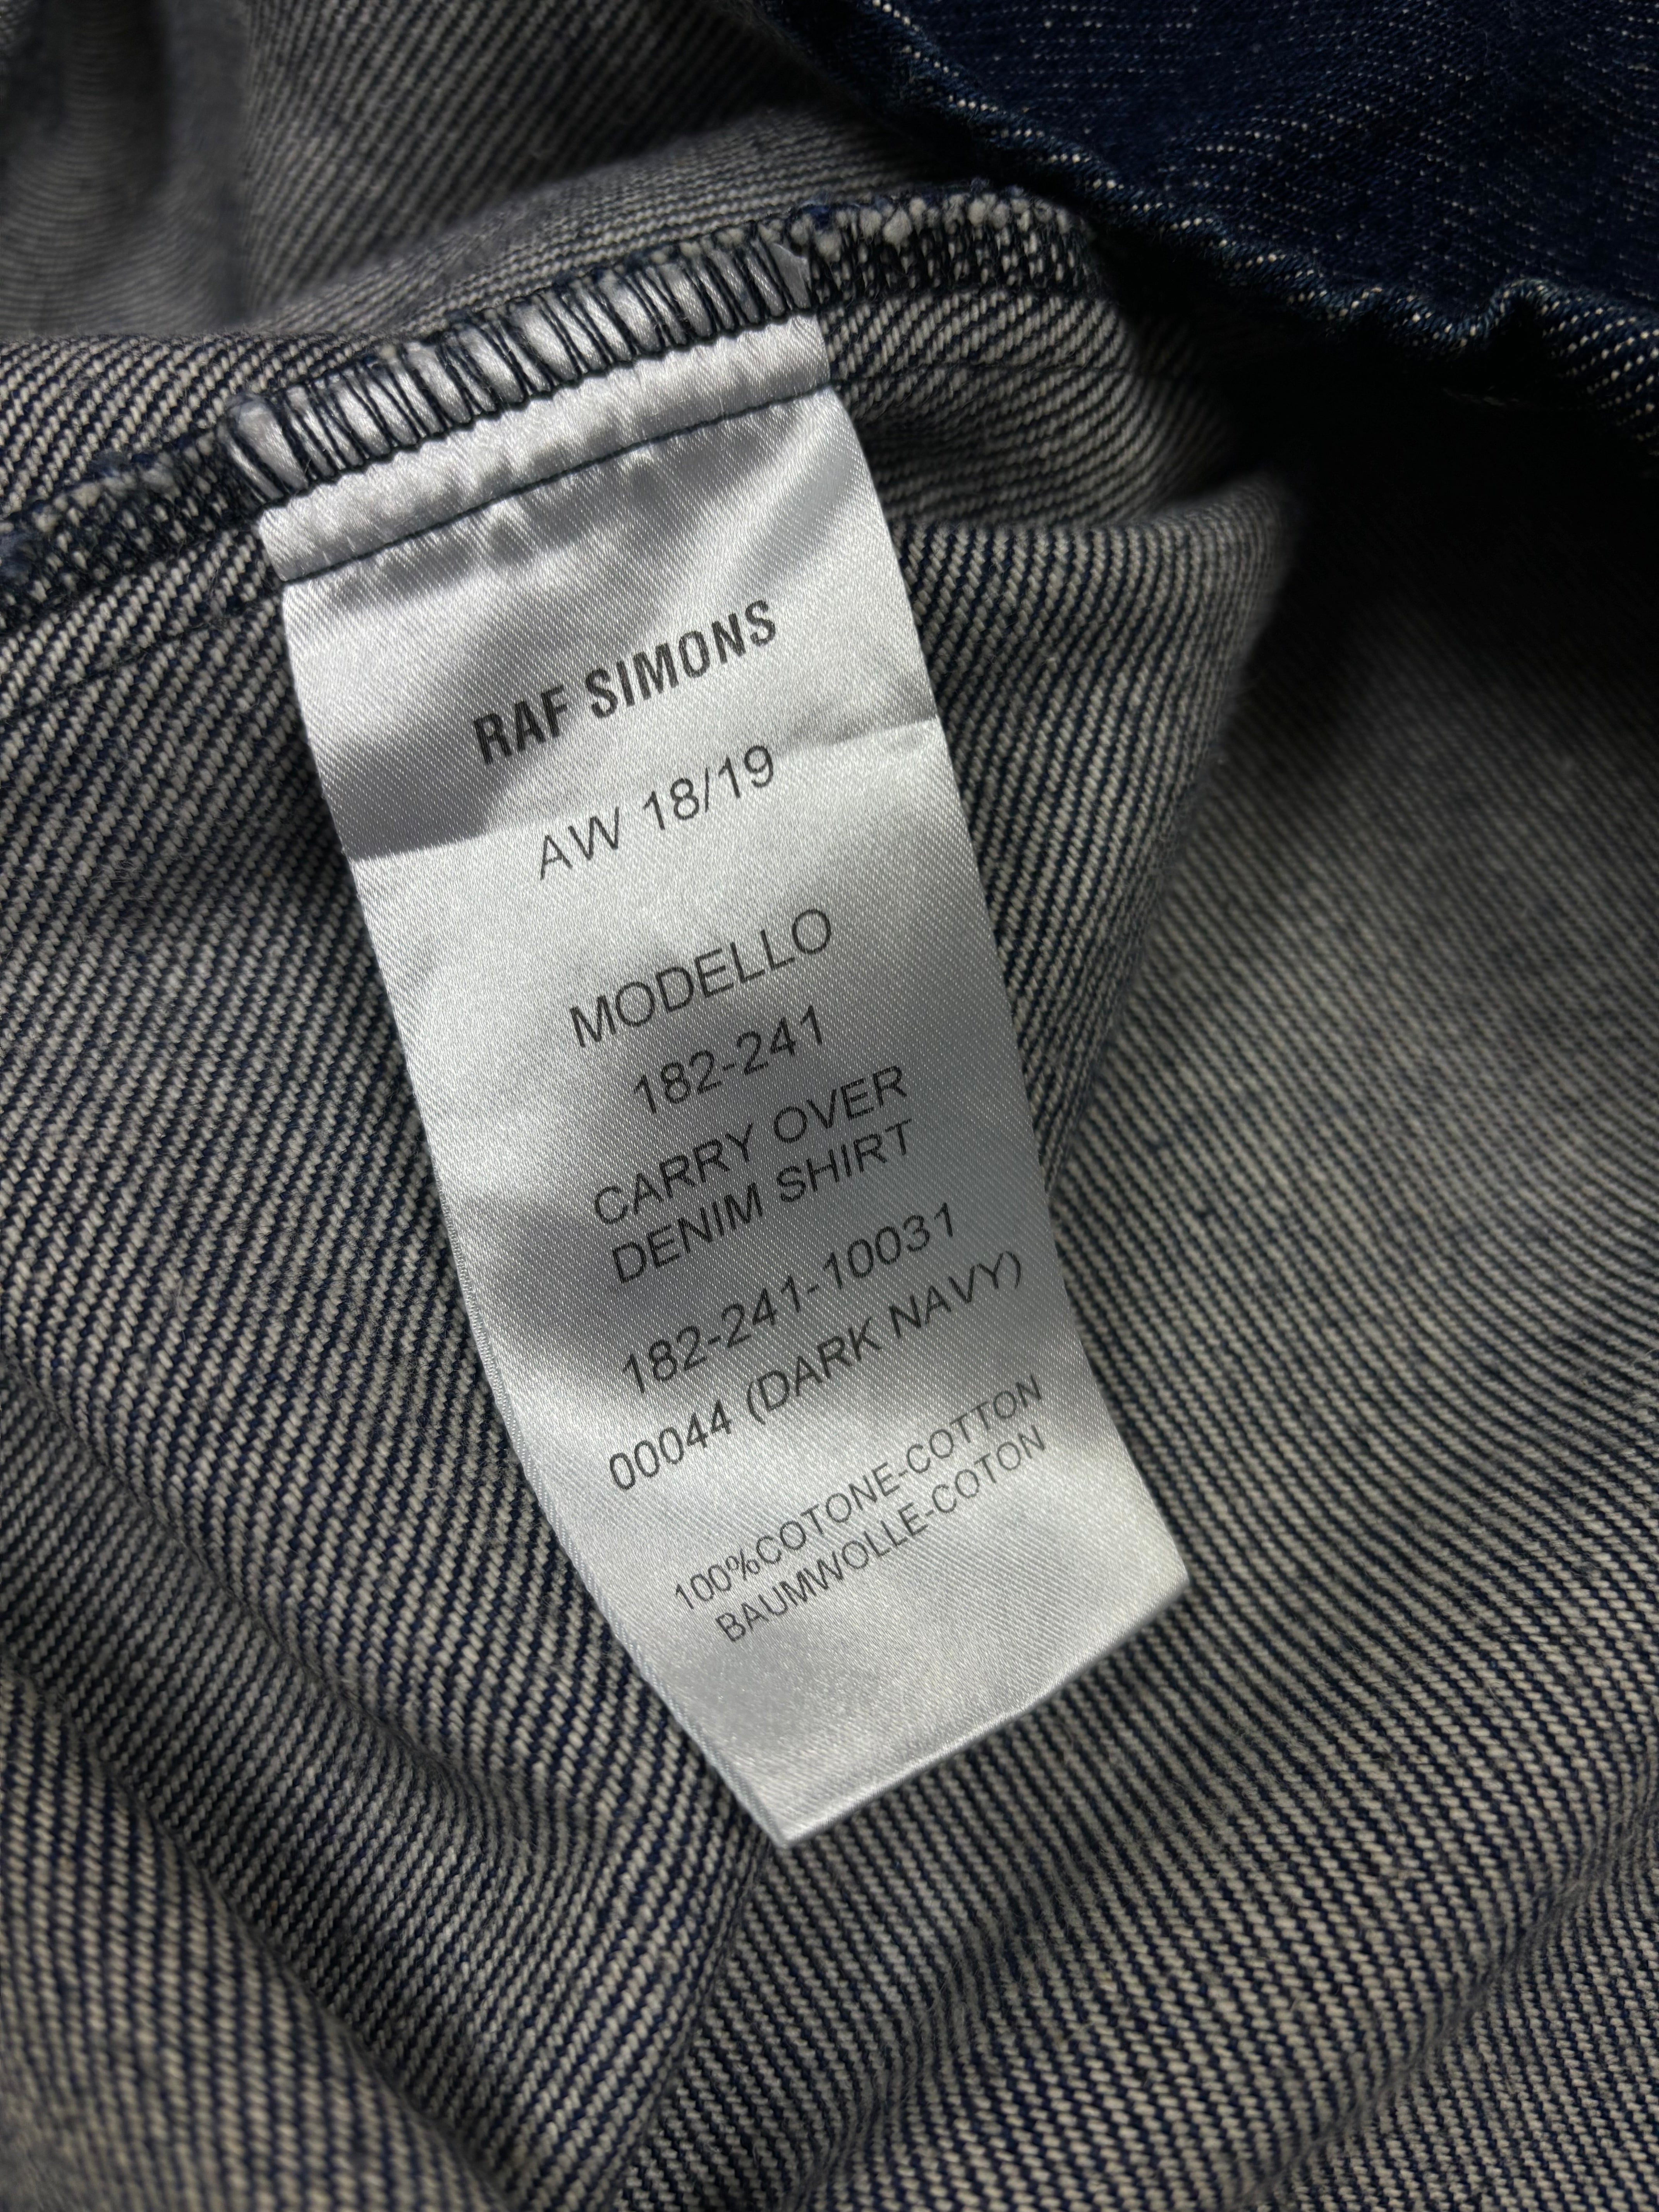 RAF SIMONS
AW 18/19
MODELLO
182-241
CARRY OVER
DENIM SHIRT
182-241-10031
00044 (DARK NAVY)
100%COTONE-COTTON
BAUMWOLLE-COTON